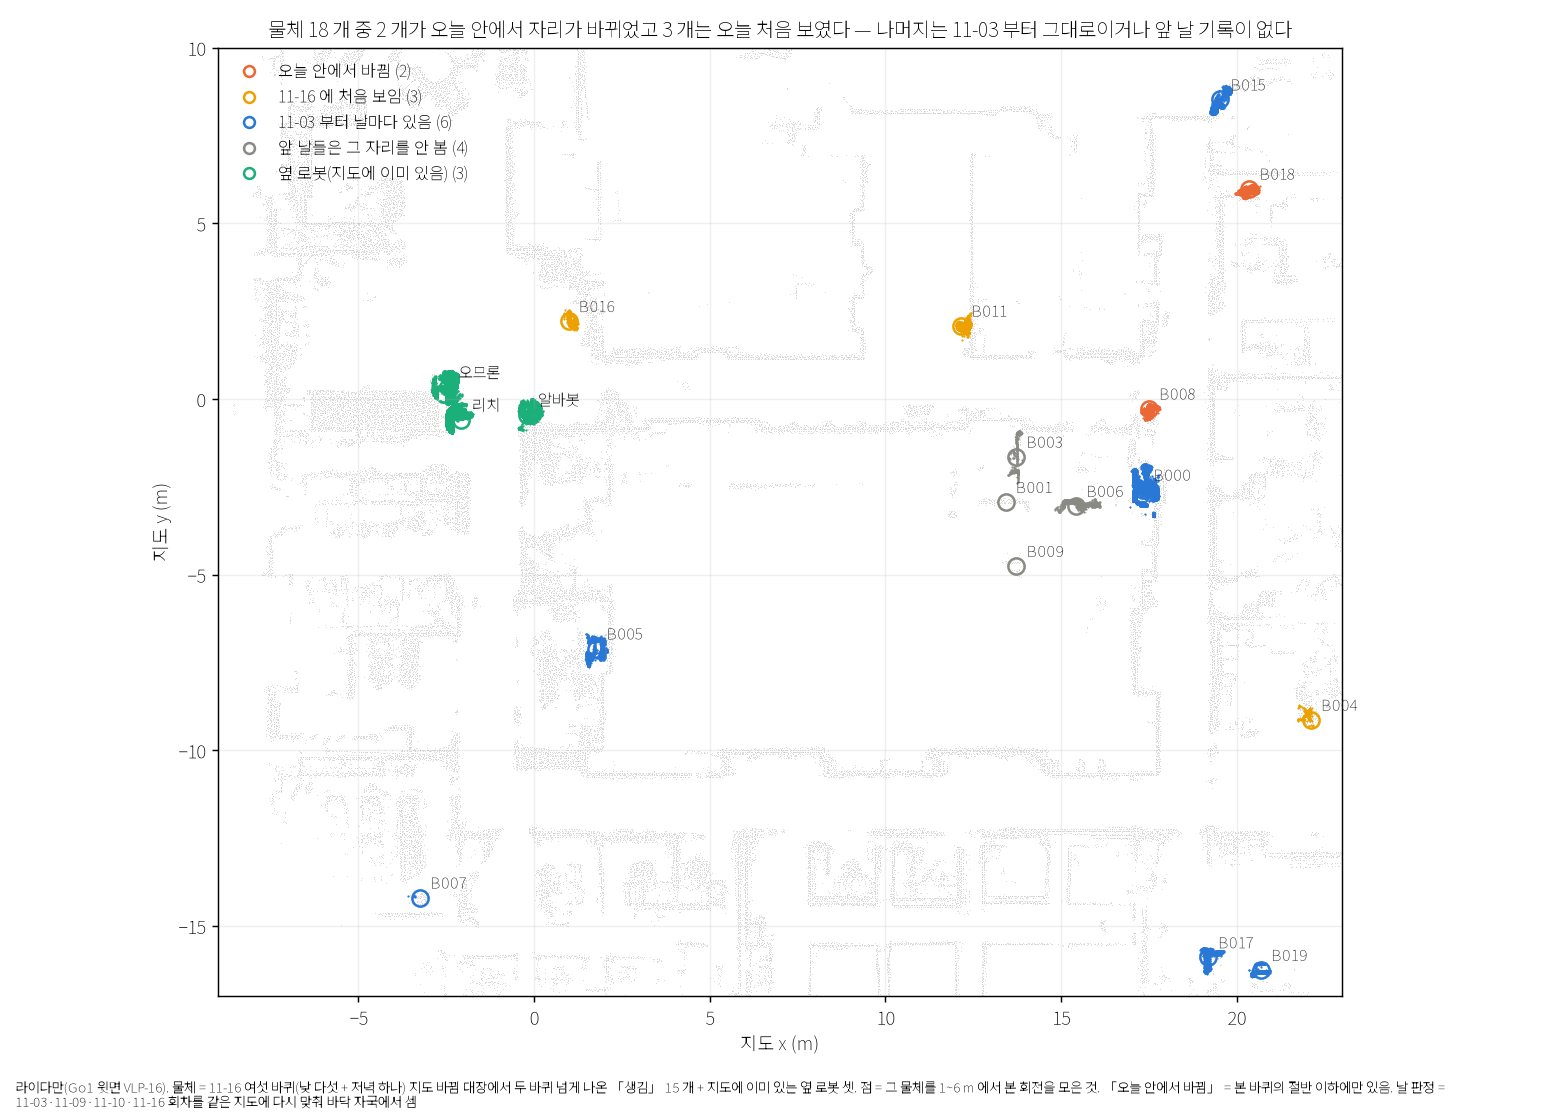 물체 18 개 중 2 개가 오늘 안에서 자리가 바뀌었고 3 개는 오늘 처음 보였다 — 나머지는 11-03 부터 그대로이거나 앞 날 기록이 없다
오늘 안에서 바뀜 (2)
11-16 에 처음 보임 (3)
11-03 부터 날마다 있음 (6)
앞 날들은 그 자리를 안 봄 (4)
옆 로봇(지도에 이미 있음) (3)
B015
B018
B016
B011
오므론
리치
알바봇
B008
B003
B000
B001
B006
B009
B005
B004
B007
B017
B019
10
5
0
−5
−10
−15
지도 y (m)
−5
0
5
10
15
20
지도 x (m)
라이다만(Go1 윗면 VLP-16). 물체 = 11-16 여섯 바퀴(낮 다섯 + 저녁 하나) 지도 바뀜 대장에서 두 바퀴 넘게 나온 「생김」 15 개 + 지도에 이미 있는 옆 로봇 셋. 점 = 그 물체를 1~6 m 에서 본 회전을 모은 것. 「오늘 안에서 바뀜」 = 본 바퀴의 절반 이하에만 있음. 날 판정 =
11-03·11-09·11-10·11-16 회차를 같은 지도에 다시 맞춰 바닥 자국에서 셈